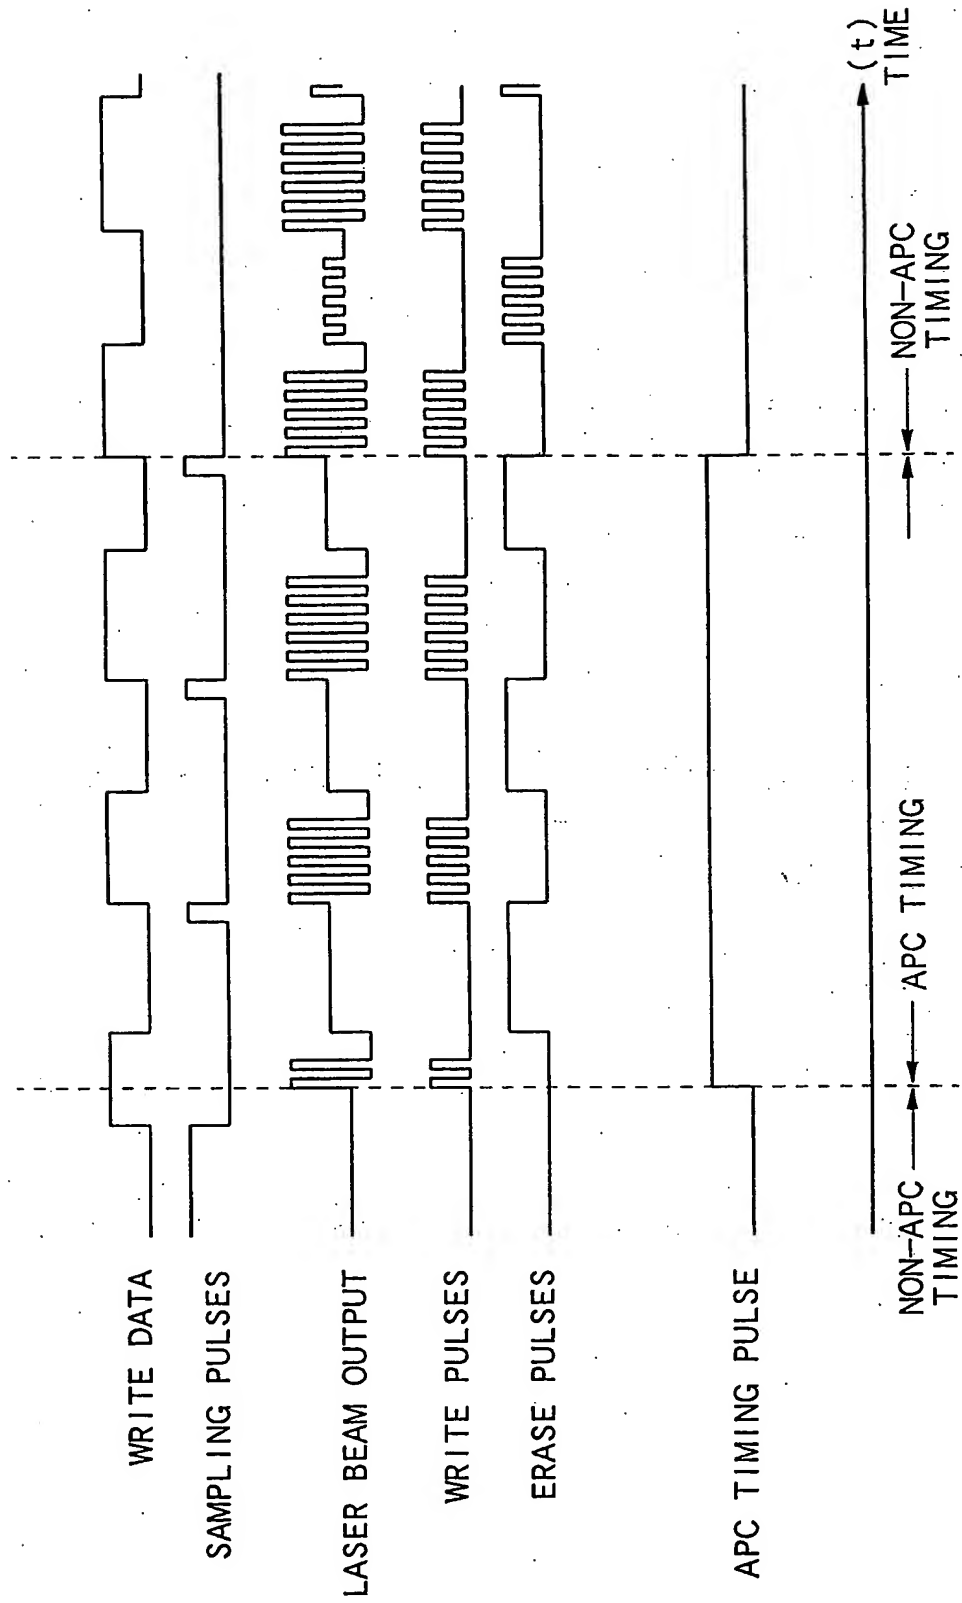 WRITE DATA
SAMPLING PULSES
LASER BEAM OUTPUT
WRITE PULSES
ERASE PULSES
APC TIMING PULSE
NON-APC
TIMING
APC TIMING
NON-APC
TIMING
(t)
TIME